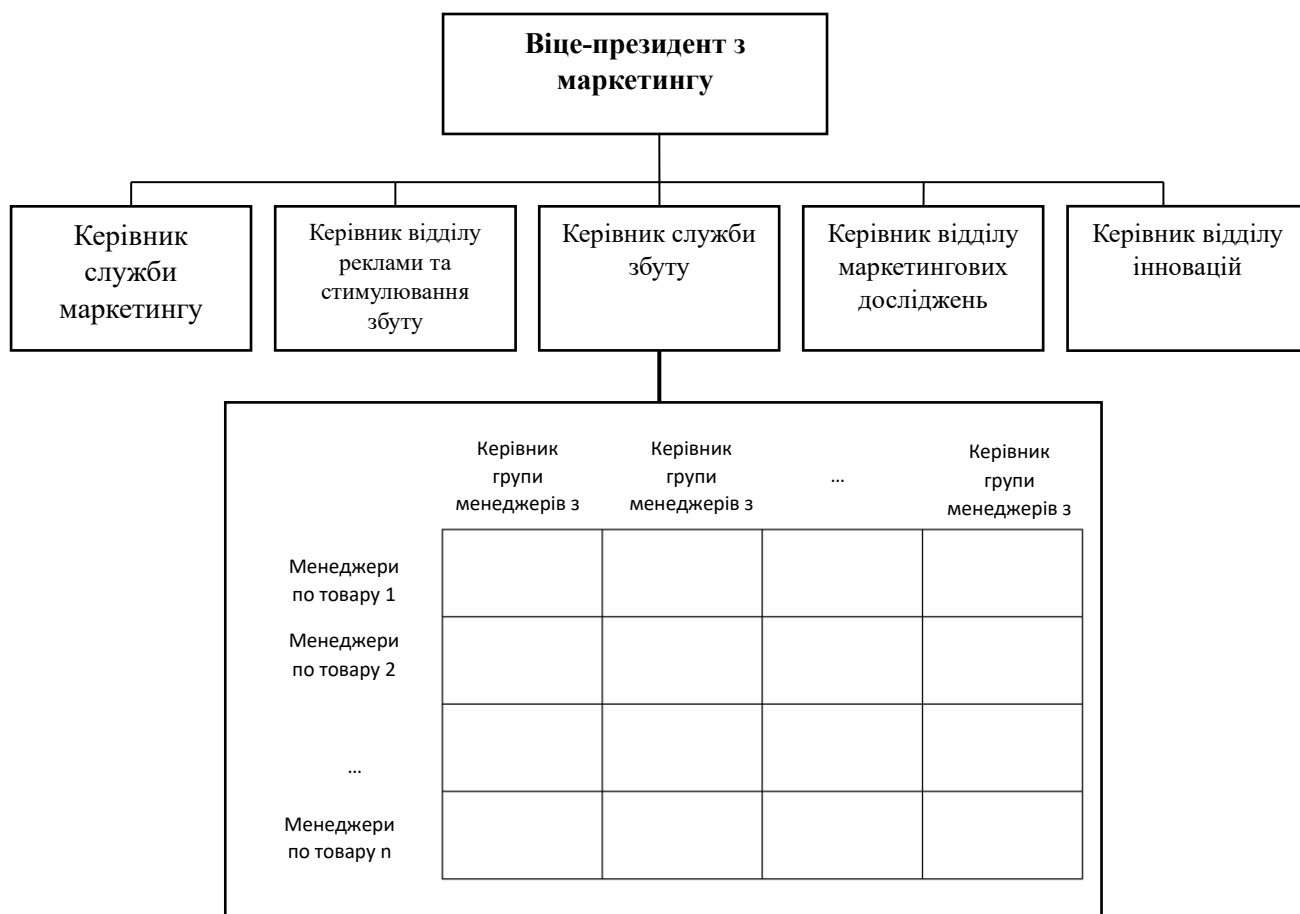 Віце-президент з
маркетингу
Керівник
служби
маркетингу
Керівник відділу
реклами та
стимулювання
збуту
Керівник служби
збуту
Керівник відділу
маркетингових
досліджень
Керівник відділу
інновацій
Керівник
групи
менеджерів з
Керівник
групи
менеджерів з
...
Керівник
групи
менеджерів з
Менеджери
по товару 1
Менеджери
по товару 2
...
Менеджери
по товару n